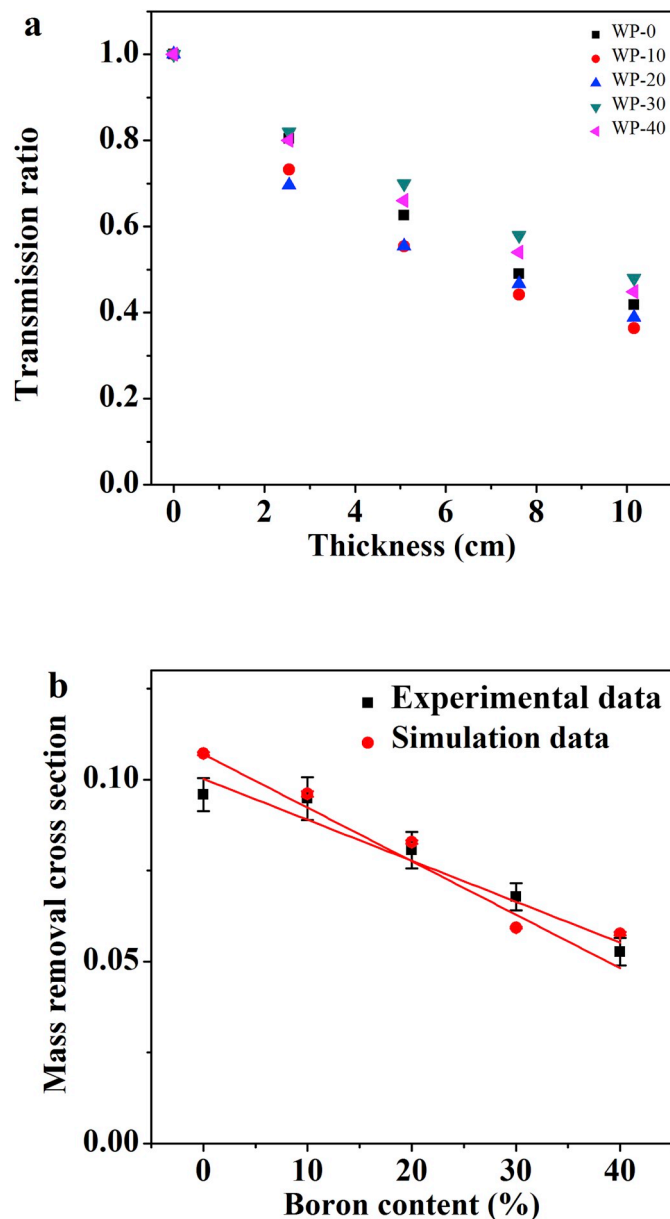 a
WP-0
WP-10
WP-20
WP-30
WP-40
1.0
0.8
0.6
0.4
0.2
0.0
Transmission ratio
0 2 4 6 8 10
Thickness (cm)
b
Experimental data
Simulation data
0.10
0.05
0.00
Mass removal cross section
0 10 20 30 40
Boron content (%)